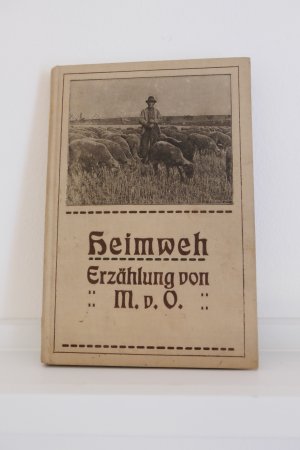 Heimweh
Erzählung von
M. v. O.